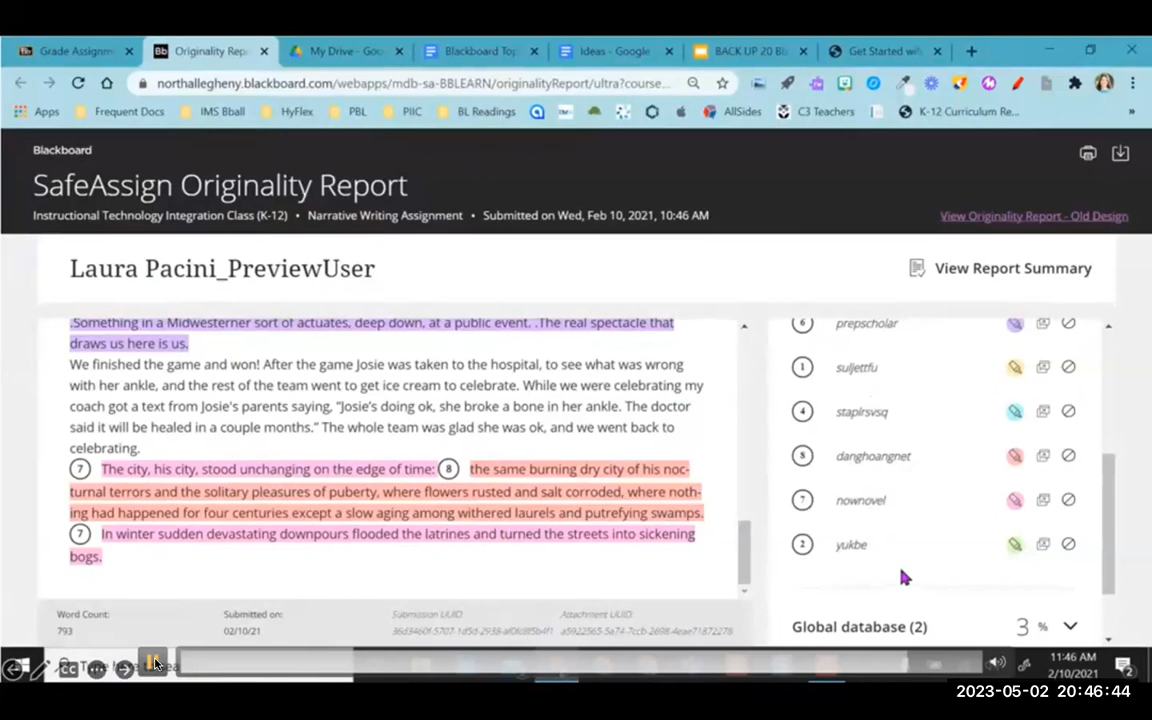 Grade Assignm
Originality Rep
My Drive - Goo
Blackboard Top
Ideas - Google
BACK UP 20 Bl
Get Started wit
northallegheny.blackboard.com/webapps/mdb-sa-BBLEARN/originalityReport/ultra?course...
Apps
Frequent Docs
IMS Bball
HyFlex
PBL
PIIC
BL Readings
AllSides
C3 Teachers
K-12 Curriculum Re...
Blackboard
SafeAssign Originality Report
Instructional Technology Integration Class (K-12) • Narrative Writing Assignment • Submitted on Wed, Feb 10, 2021, 10:46 AM
View Originality Report - Old Design
Laura Pacini_PreviewUser
View Report Summary
.Something in a Midwesterner sort of actuates, deep down, at a public event. .The real spectacle that
draws us here is us.
We finished the game and won! After the game Josie was taken to the hospital, to see what was wrong
with her ankle, and the rest of the team went to get ice cream to celebrate. While we were celebrating my
coach got a text from Josie's parents saying, "Josie's doing ok, she broke a bone in her ankle. The doctor
said it will be healed in a couple months." The whole team was glad she was ok, and we went back to
celebrating.
7 The city, his city, stood unchanging on the edge of time: 8 the same burning dry city of his noc-
turnal terrors and the solitary pleasures of puberty, where flowers rusted and salt corroded, where noth-
ing had happened for four centuries except a slow aging among withered laurels and putrefying swamps.
7 In winter sudden devastating downpours flooded the latrines and turned the streets into sickening
bogs.
6 prepscholar
1 suljettfu
4 staplrsvsq
8 danghoangnet
7 nownovel
2 yukbe
Global database (2) 3 %
Word Count:
793
Submitted on:
02/10/21
Submission UUID:
Attachment UUID:
11:46 AM
2/10/2021
2023-05-02 20:46:44